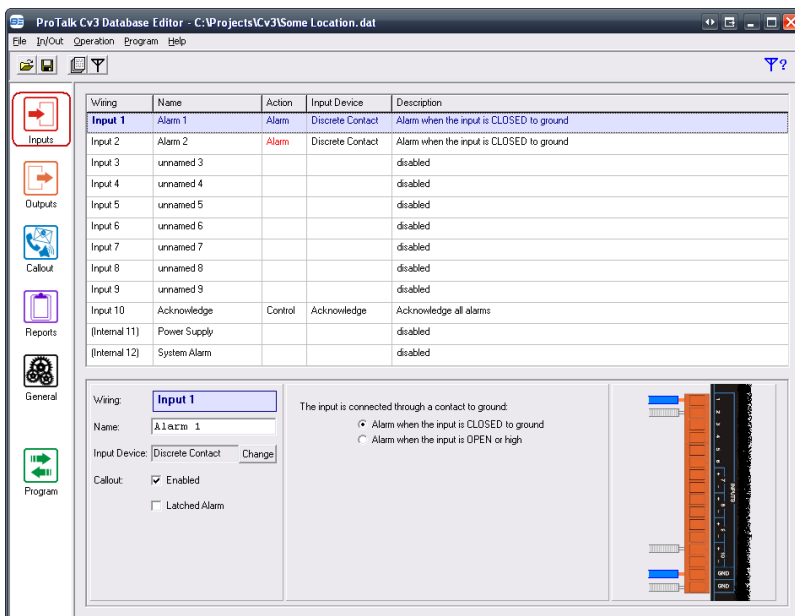 ProTalk Cv3 Database Editor - C:\Projects\Cv3\Some Location.dat
File In/Out Operation Program Help
?
Wiring Name Action Input Device Description
Input 1 Alarm 1 Alarm Discrete Contact Alarm when the input is CLOSED to ground
Input 2 Alarm 2 Alarm Discrete Contact Alarm when the input is CLOSED to ground
Input 3 unnamed 3 disabled
Input 4 unnamed 4 disabled
Input 5 unnamed 5 disabled
Input 6 unnamed 6 disabled
Input 7 unnamed 7 disabled
Input 8 unnamed 8 disabled
Input 9 unnamed 9 disabled
Input 10 Acknowledge Control Acknowledge Acknowledge all alarms
(Internal 11) Power Supply disabled
(Internal 12) System Alarm disabled
Inputs
Outputs
Callout
Reports
General
Program
Wiring: Input 1
Name: Alarm 1
Input Device: Discrete Contact Change
Callout: Enabled
Latched Alarm
The input is connected through a contact to ground:
Alarm when the input is CLOSED to ground
Alarm when the input is OPEN or high
INPUTS
GND
GND